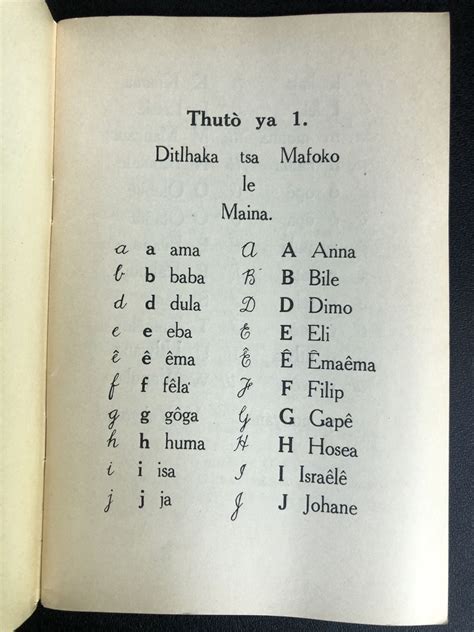 Thutò ya 1.
Ditlhaka tsa Mafoko
le
Maina.
a a ama A A Anna
b b baba B B Bile
d d dula D D Dimo
e e eba E E Eli
ê ê êma Ê Ê Êmaêma
f f fêla F F Filip
g g gôga G G Gapê
h h huma H H Hosea
i i isa I I Israêlê
j j ja J J Johane